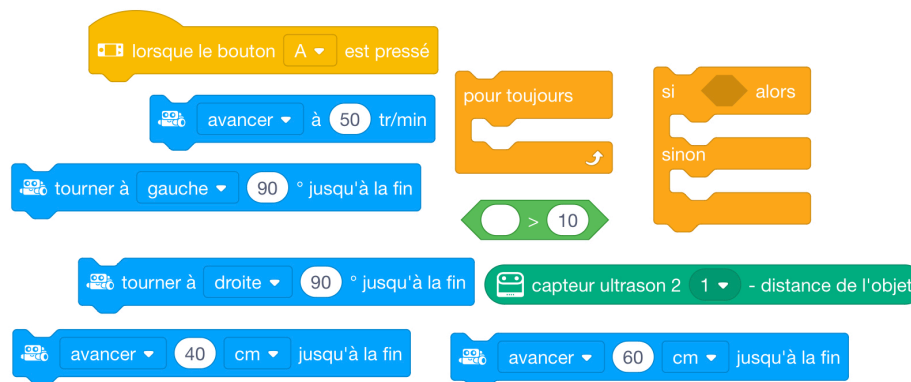 lorsque le bouton A est pressé
avancer à 50 tr/min
pour toujours
si alors
sinon
tourner à gauche 90 ° jusqu'à la fin
> 10
tourner à droite 90 ° jusqu'à la fin
capteur ultrason 2 1 - distance de l'objet
avancer 40 cm jusqu'à la fin
avancer 60 cm jusqu'à la fin